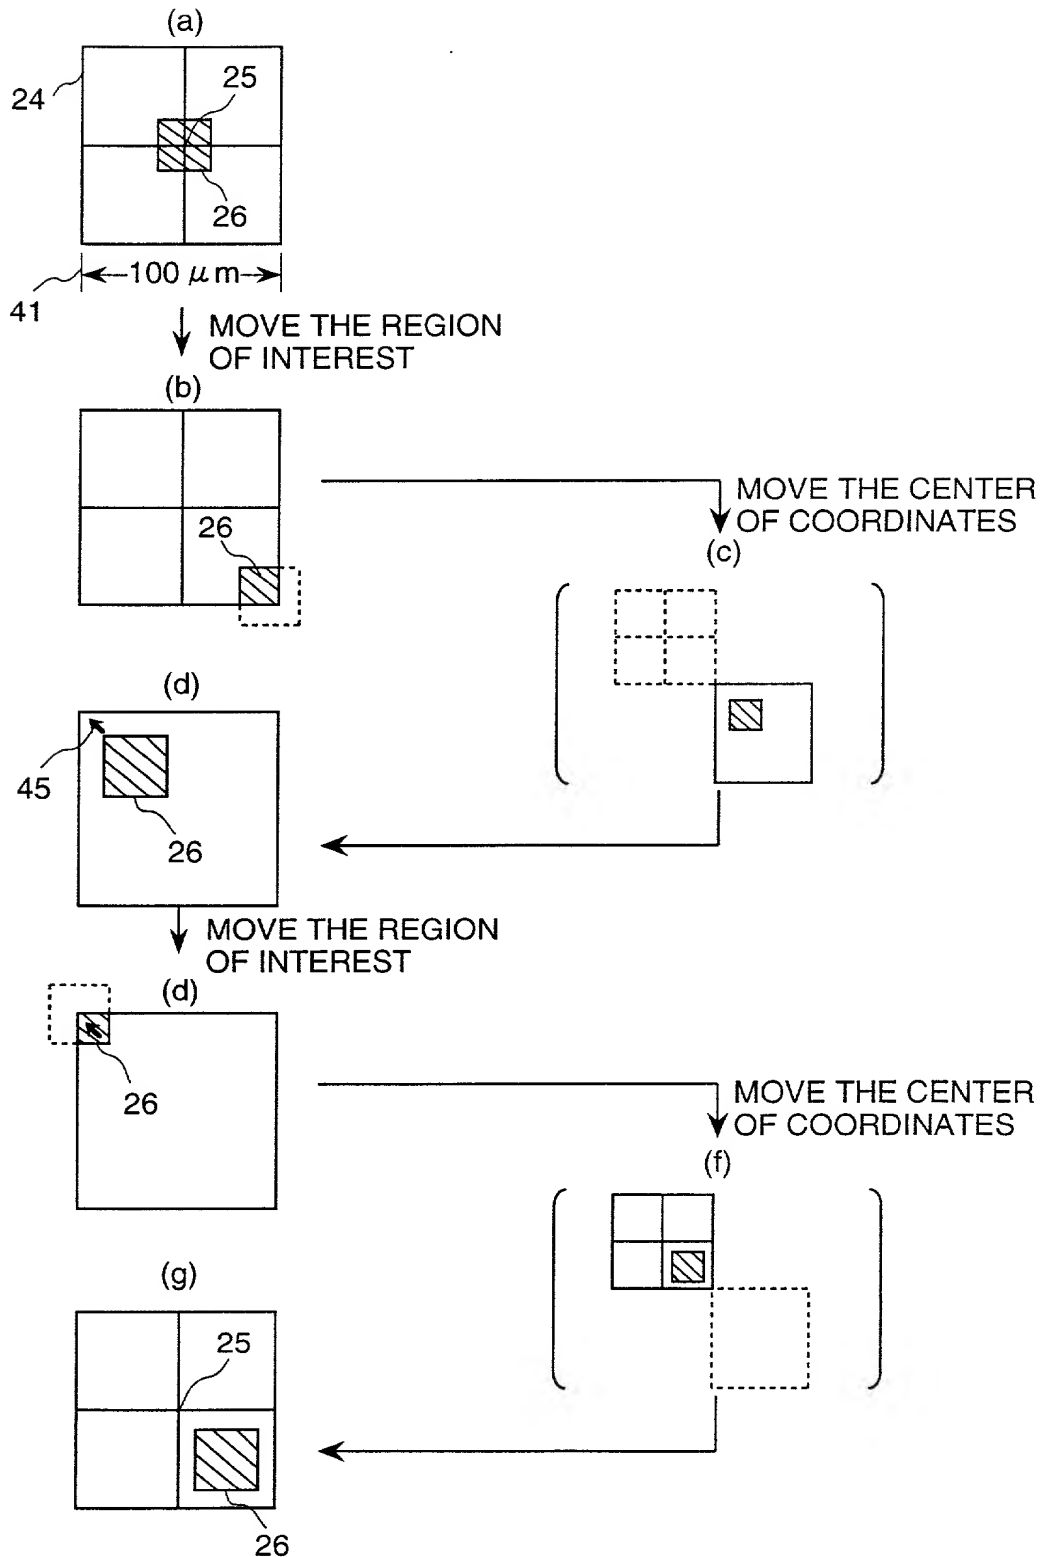 (a)
25
24
26
100 μm
41
MOVE THE REGION
OF INTEREST
(b)
MOVE THE CENTER
OF COORDINATES
26
(c)
(d)
45
26
MOVE THE REGION
OF INTEREST
(d)
26
MOVE THE CENTER
OF COORDINATES
(f)
(g)
25
26